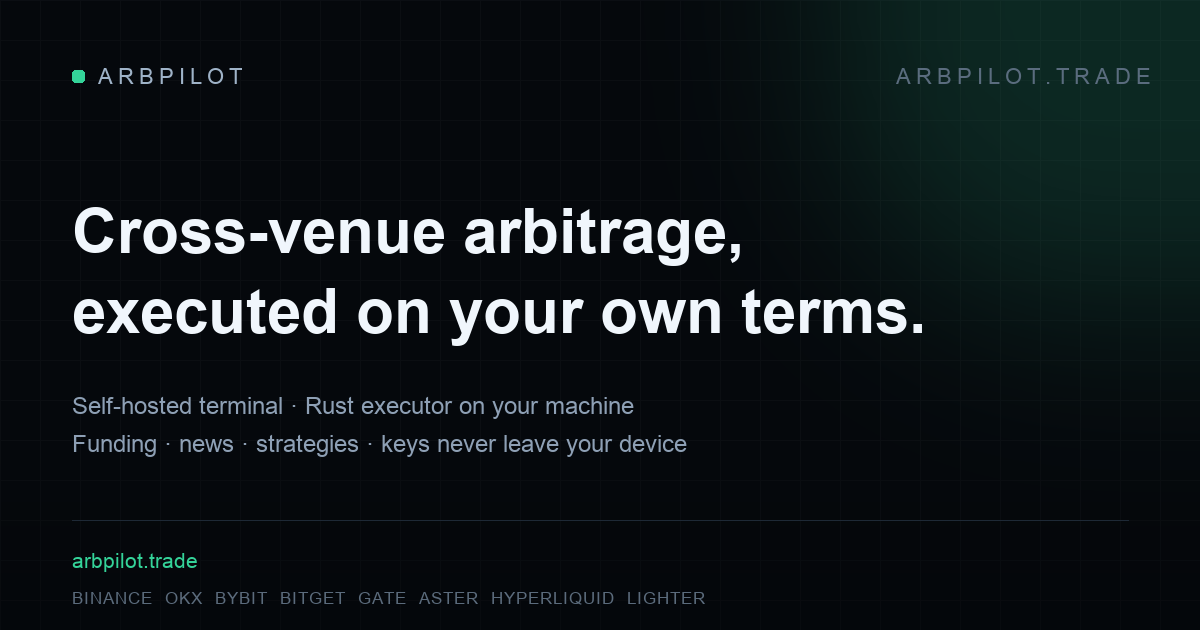 ARBPILOT
ARBPILOT.TRADE
Cross-venue arbitrage,
executed on your own terms.
Self-hosted terminal · Rust executor on your machine
Funding · news · strategies · keys never leave your device
arbpilot.trade
BINANCE OKX BYBIT BITGET GATE ASTER HYPERLIQUID LIGHTER